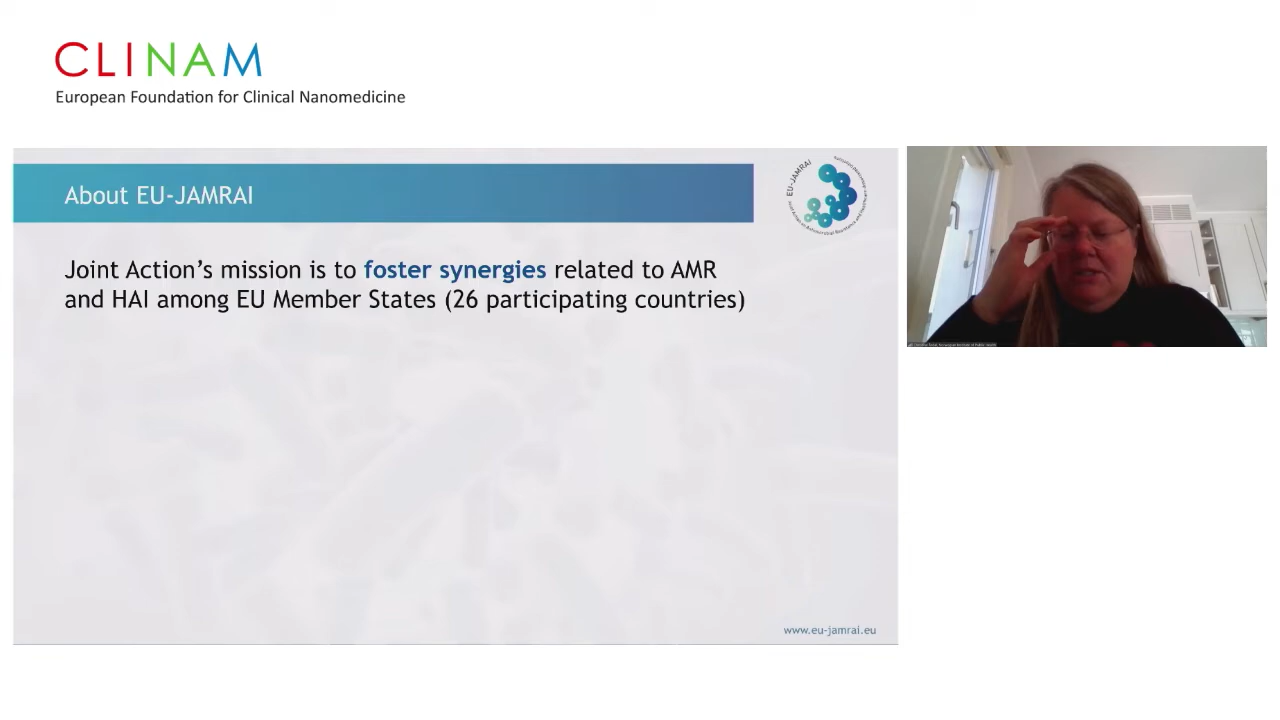 CLINAM
European Foundation for Clinical Nanomedicine
About EU-JAMRAI
EU-JAMRAI
Joint Action's mission is to foster synergies related to AMR
and HAI among EU Member States (26 participating countries)
www.eu-jamrai.eu